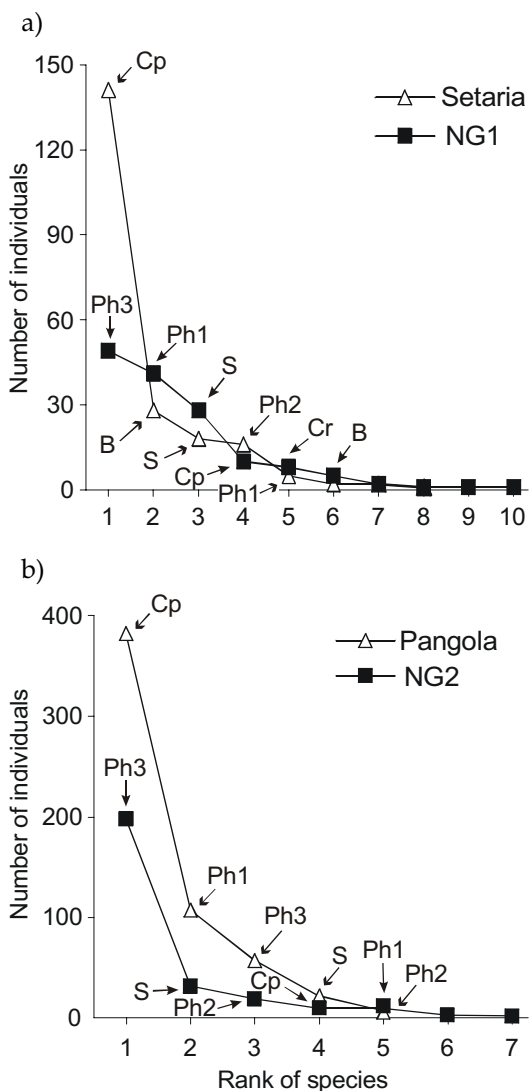 a)
Number of individuals
150
120
90
60
30
0
Cp
Setaria
NG1
Ph3
Ph1
S
Ph2
Cr
B
B
S
Cp
Ph1
1 2 3 4 5 6 7 8 9 10
b)
Number of individuals
400
300
200
100
0
Cp
Pangola
NG2
Ph3
Ph1
Ph3
S
Ph1
Cp
Ph2
S
Ph2
1 2 3 4 5 6 7
Rank of species